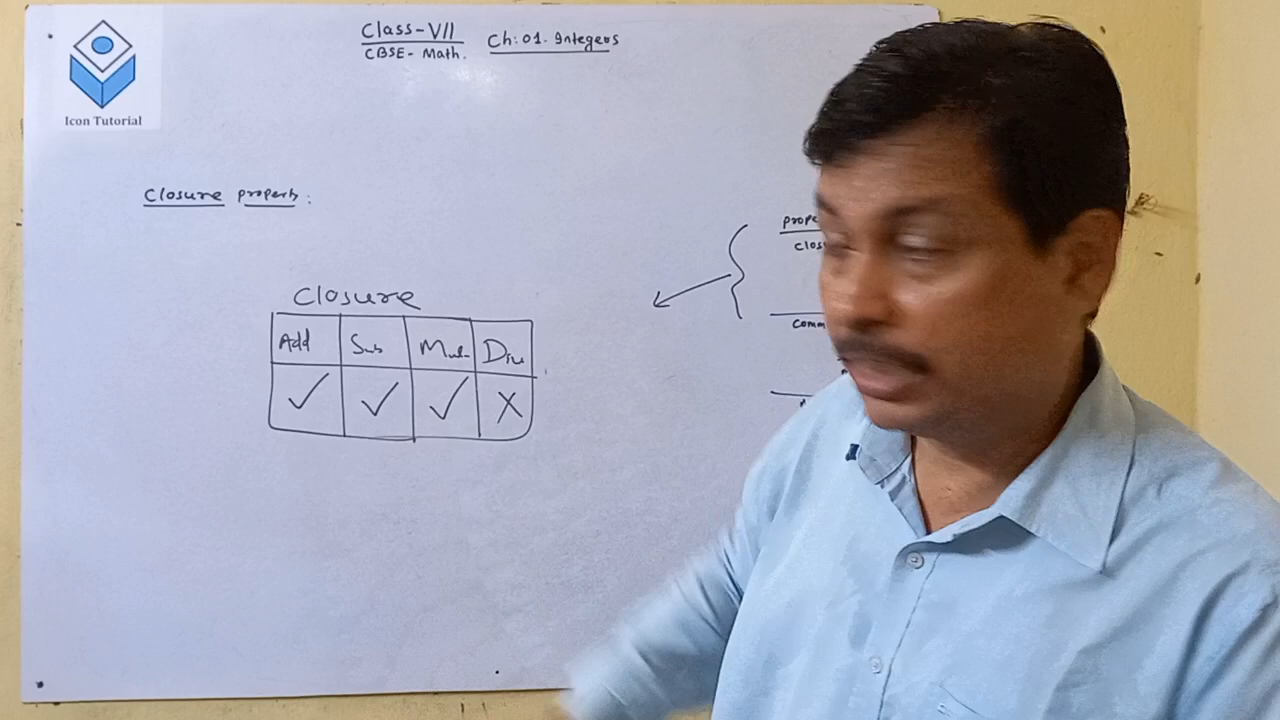 Class-VII
CBSE- Math.
Ch: 01. Integers
Icon Tutorial
Closure property:
Closure
Add Sub Mul Div
✓ ✓ ✓ X